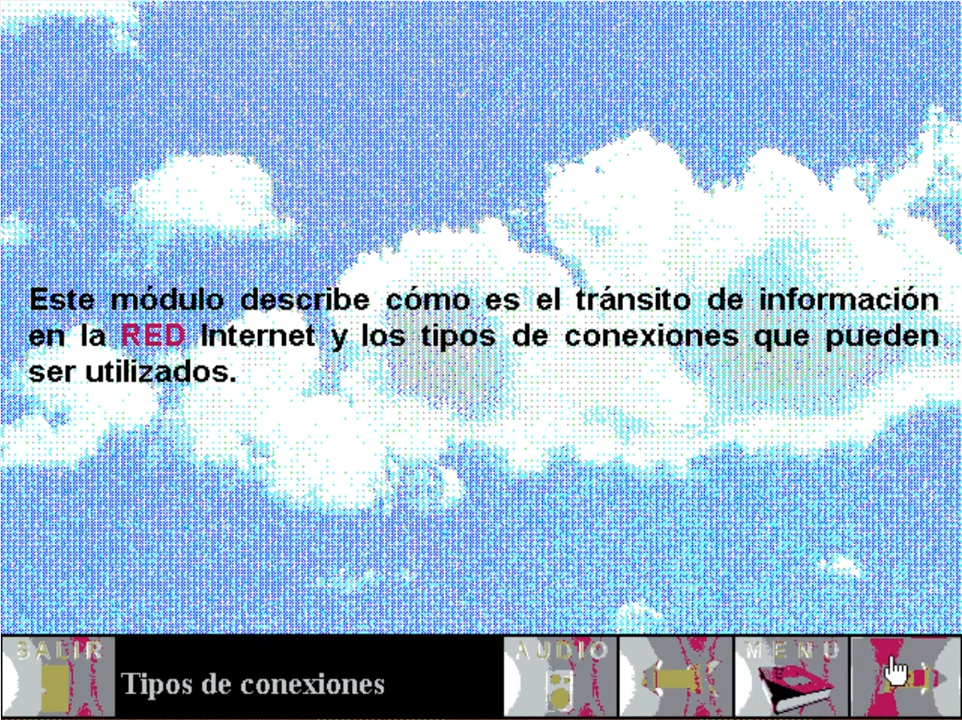 Este módulo describe cómo es el tránsito de información
en la RED Internet y los tipos de conexiones que pueden
ser utilizados.
SALIR
Tipos de conexiones
AUDIO
MENU